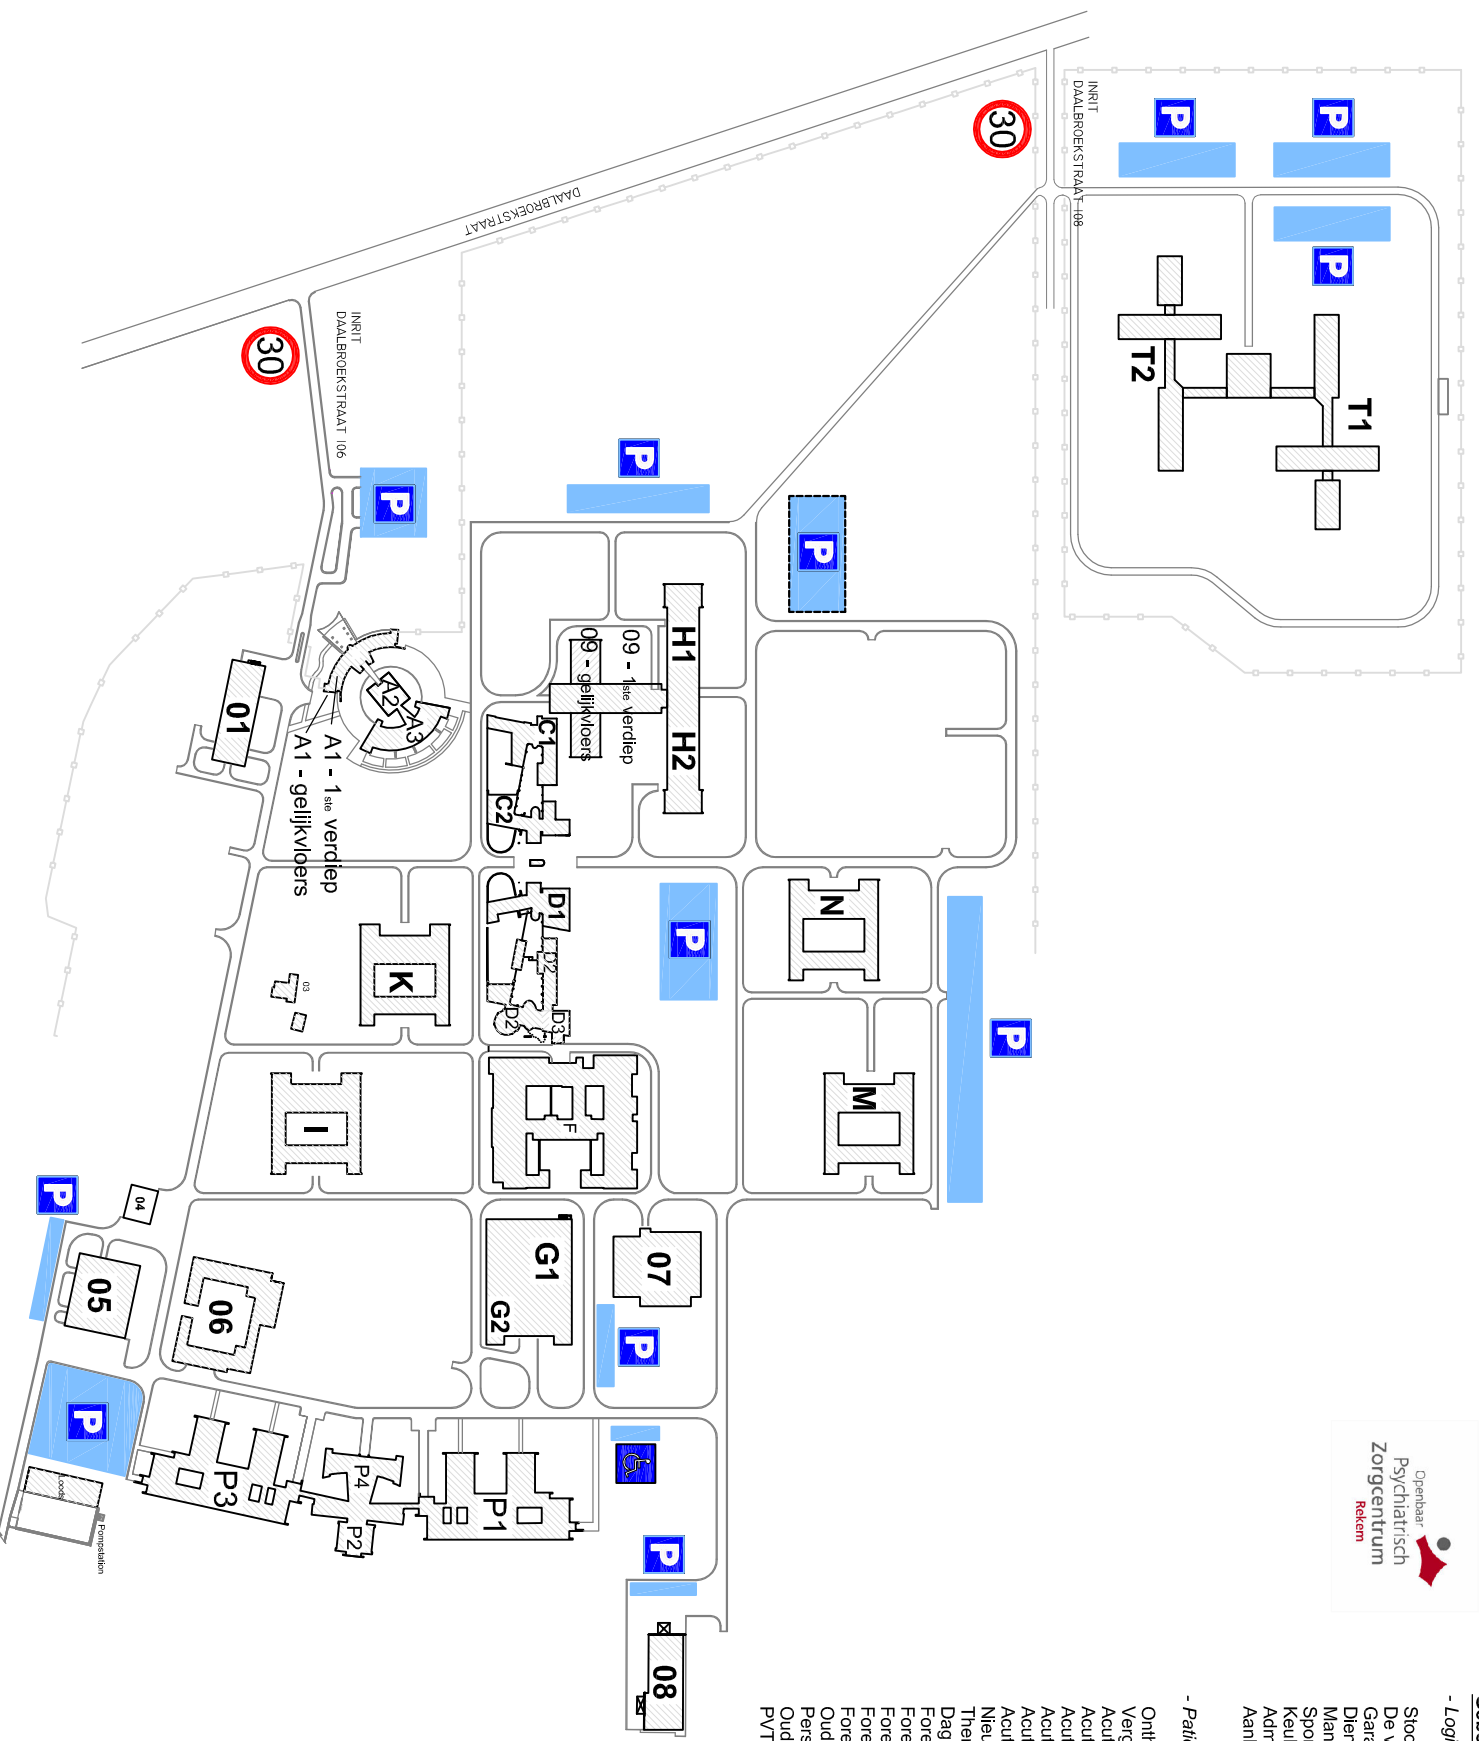 INRIT
DAALBROEKSTRAAT 108
P
P
P
30
DAALBROEKSTRAAT
T2
T1
30
INRIT
DAALBROEKSTRAAT 106
P
P
P
H1
H2
09 - 1ste verdiep
09 - gelijkvloers
A2
A3
A1 - 1ste verdiep
A1 - gelijkvloers
01
C1
C2
D1
D2
D2
D3
P
N
M
P
K
03
I
F
04
P
05
06
G1
G2
07
P
P
Loods
Pompstation
P3
P4
P2
P1
P
08
Openbaar
Psychiatrisch
Zorgcentrum
Rekem